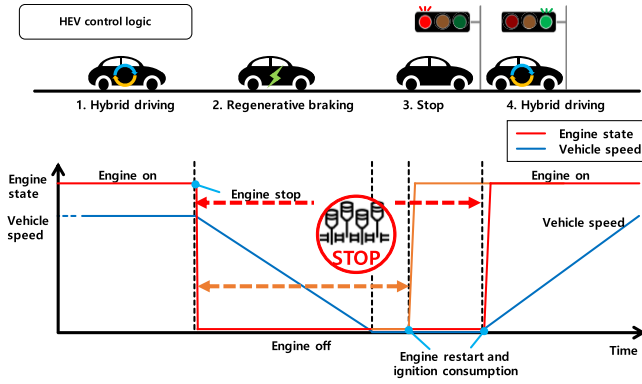 HEV control logic
1. Hybrid driving
2. Regenerative braking
3. Stop
4. Hybrid driving
Engine state
Vehicle speed
Engine
state
Engine on
Engine stop
Engine on
Vehicle
speed
Vehicle speed
STOP
Engine off
Engine restart and
ignition consumption
Time